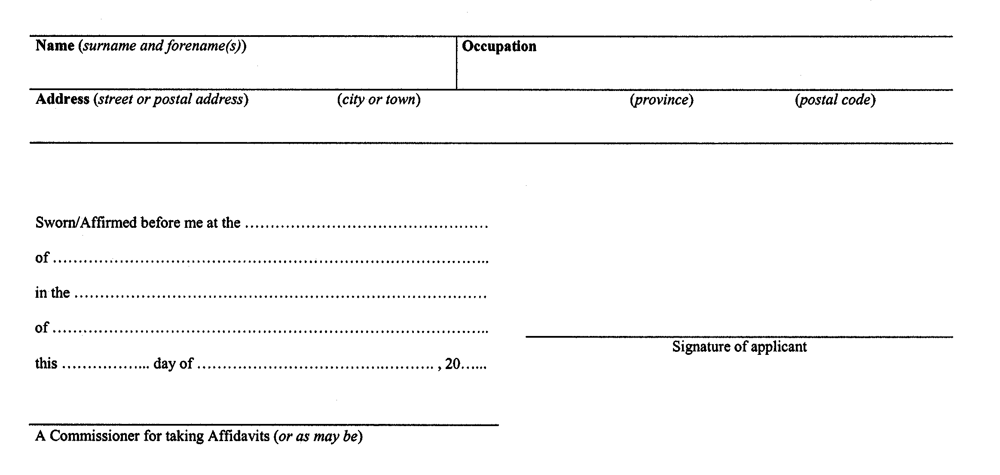 Name (surname and forename(s)) Occupation
Address (street or postal address) (city or town) (province) (postal code)
Sworn/Affirmed before me at the ................................................
of .....................................................................................
in the ................................................................................
of .....................................................................................
this ................. day of .............................................. , 20......
Signature of applicant
A Commissioner for taking Affidavits (or as may be)